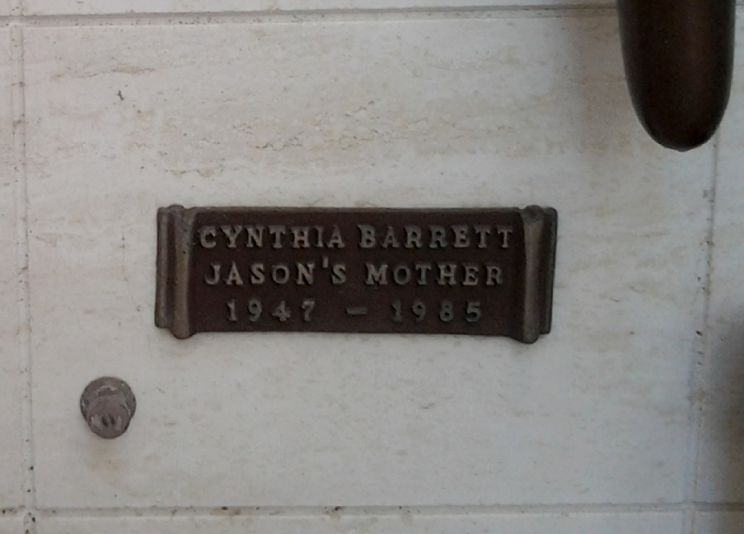 CYNTHIA BARRETT
JASON'S MOTHER
1947 – 1985